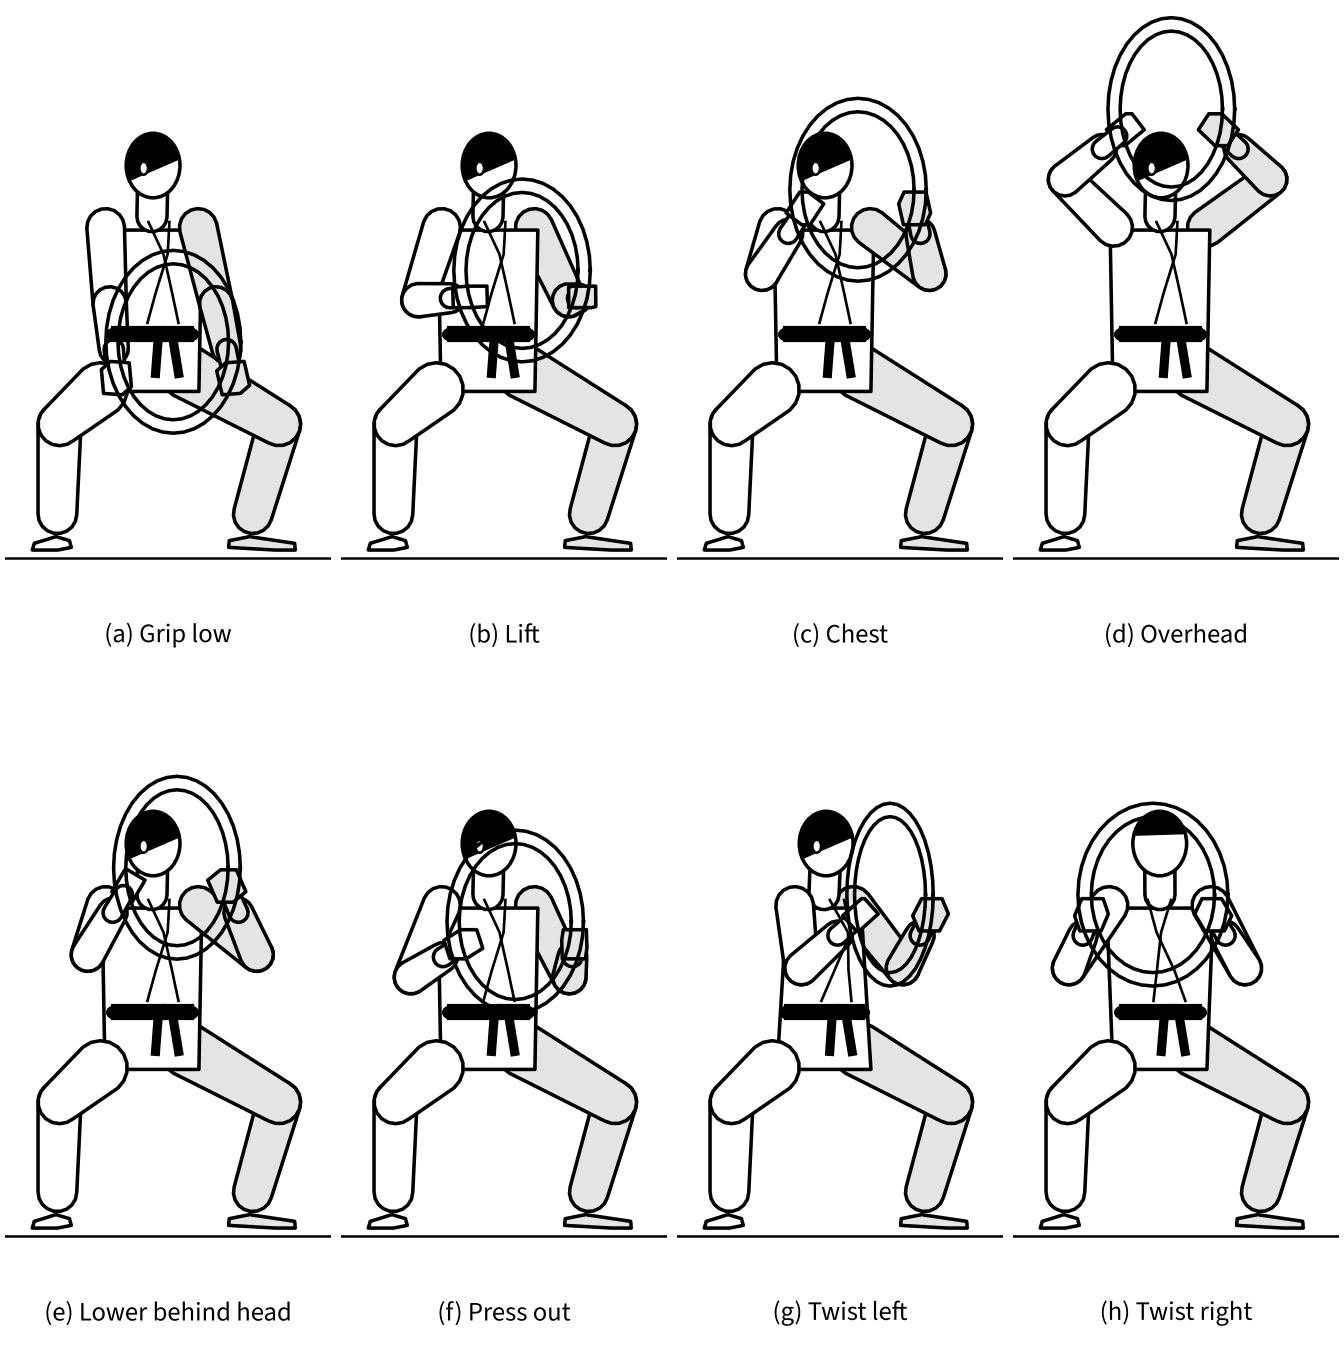 (a) Grip low
(b) Lift
(c) Chest
(d) Overhead
(e) Lower behind head
(f) Press out
(g) Twist left
(h) Twist right